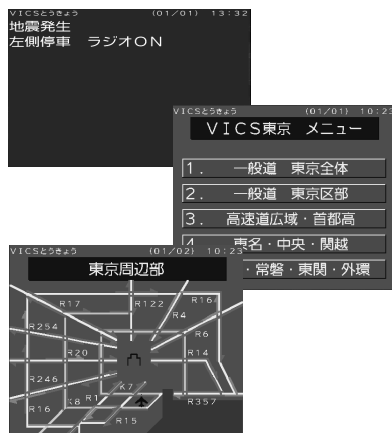 VICSとうきょう (01/01) 13:32
地震発生
左側停車 ラジオON
VICSとうきょう (01/01) 10:23
VICS東京 メニュー
1. 一般道 東京全体
2. 一般道 東京区部
3. 高速道広域・首都高
4 東名・中央・関越
・常磐・東関・外環
VICSとうきょう (01/02) 10:23
東京周辺部
R17 R122 R16
R4
R254 R6
R20 R14
R246 K7
R16 K8 R1 R357
R15